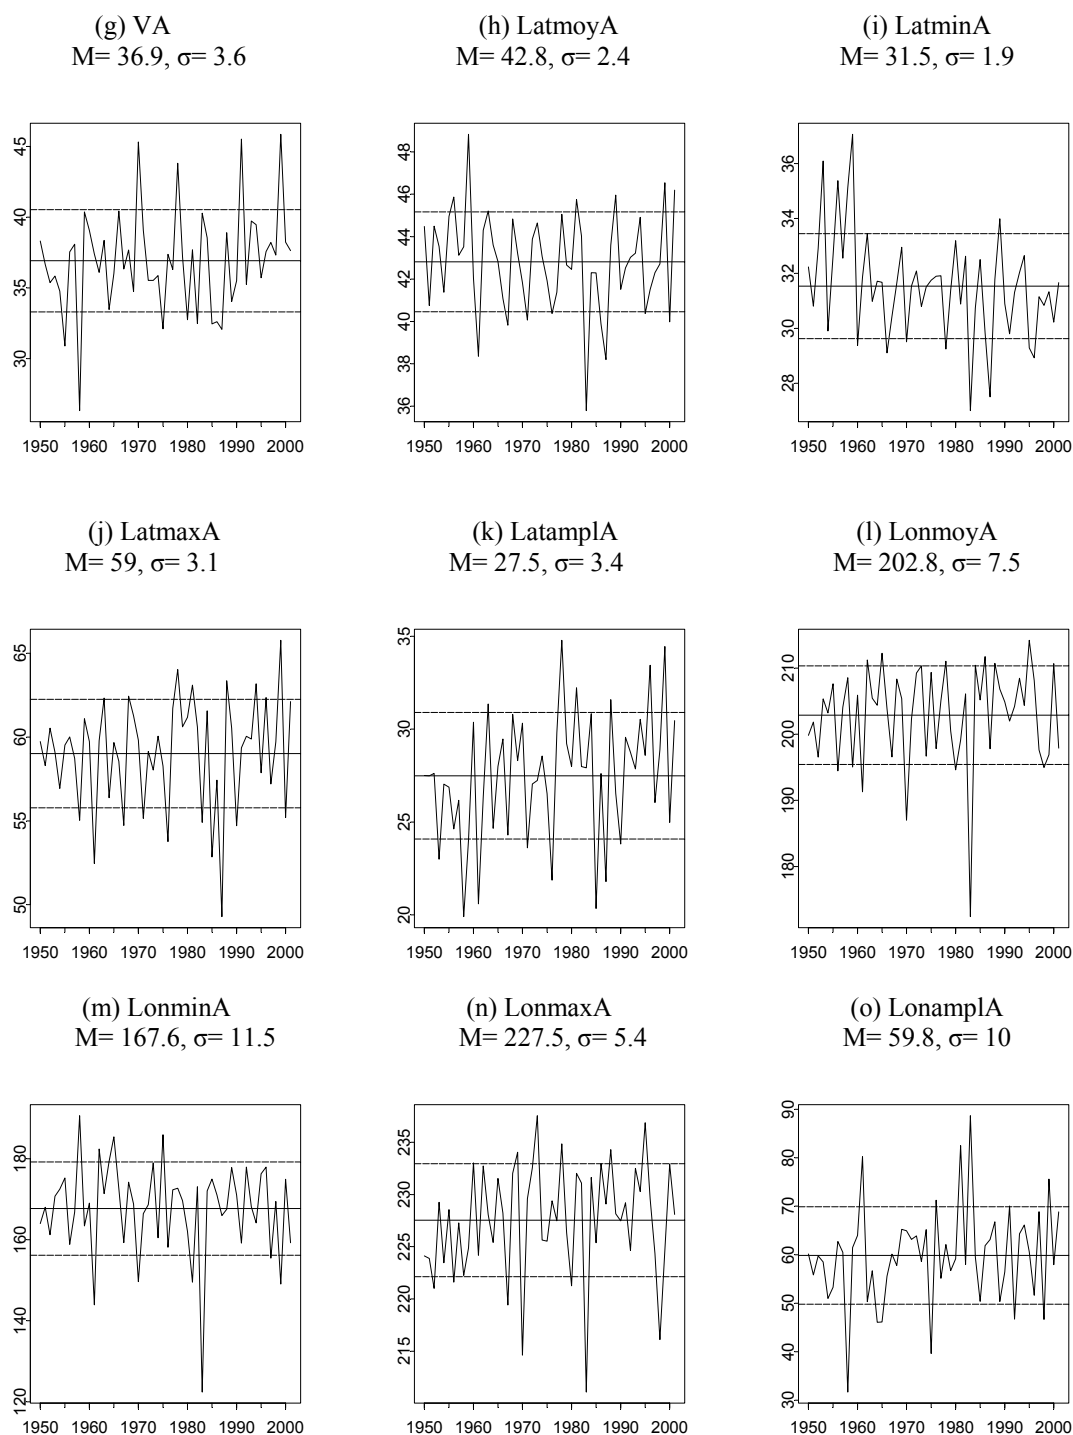 (g) VA
M= 36.9, σ= 3.6
(h) LatmoyA
M= 42.8, σ= 2.4
(i) LatminA
M= 31.5, σ= 1.9
45
40
35
30
1950 1960 1970 1980 1990 2000
48
46
44
42
40
38
36
1950 1960 1970 1980 1990 2000
36
34
32
30
28
1950 1960 1970 1980 1990 2000
(j) LatmaxA
M= 59, σ= 3.1
(k) LatamplA
M= 27.5, σ= 3.4
(l) LonmoyA
M= 202.8, σ= 7.5
65
60
55
50
1950 1960 1970 1980 1990 2000
35
30
25
20
1950 1960 1970 1980 1990 2000
210
200
190
180
1950 1960 1970 1980 1990 2000
(m) LonminA
M= 167.6, σ= 11.5
(n) LonmaxA
M= 227.5, σ= 5.4
(o) LonamplA
M= 59.8, σ= 10
180
160
140
120
1950 1960 1970 1980 1990 2000
235
230
225
220
215
1950 1960 1970 1980 1990 2000
90
80
70
60
50
40
30
1950 1960 1970 1980 1990 2000